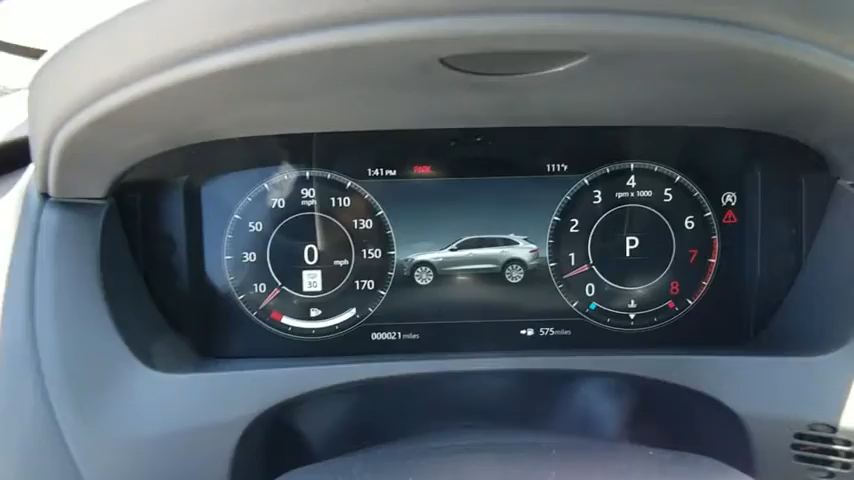 1:41 PM PARK 111°F
90
mph
70 110
50 130
30 150
10 170
0 mph
30
4
rpm x 1000
3 5
2 6
1 7
0 8
P
000021 miles
575 miles